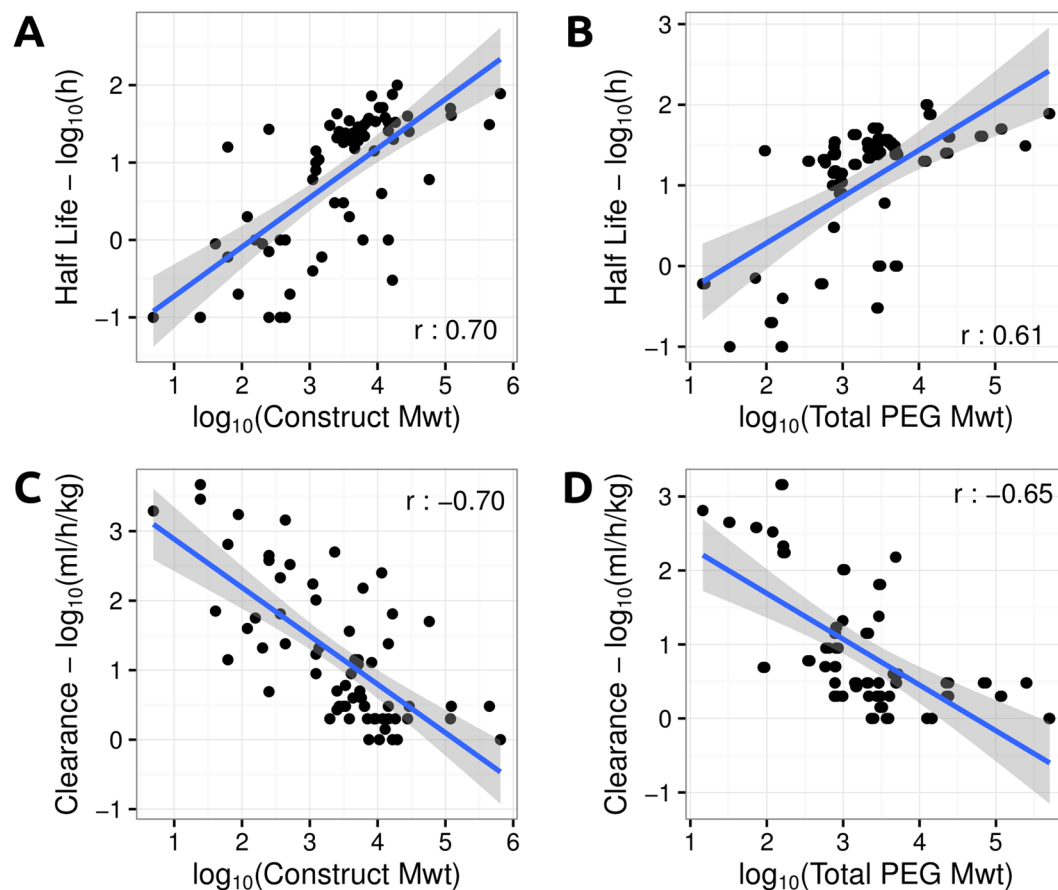 A
Half Life − log10(h)
2
1
0
−1
r : 0.70
1 2 3 4 5 6
log10(Construct Mwt)
B
Half Life − log10(h)
3
2
1
0
−1
r : 0.61
1 2 3 4 5
log10(Total PEG Mwt)
C
Clearance − log10(ml/h/kg)
3
2
1
0
−1
r : −0.70
1 2 3 4 5 6
log10(Construct Mwt)
D
Clearance − log10(ml/h/kg)
3
2
1
0
−1
r : −0.65
1 2 3 4 5
log10(Total PEG Mwt)